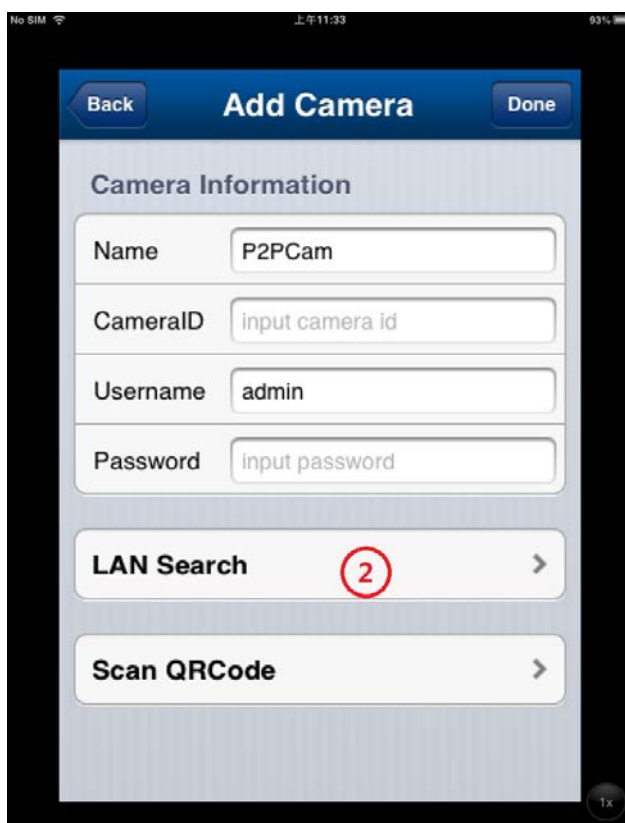 No SIM 上午11:33 93%
Back Add Camera Done
Camera Information
Name P2PCam
CameraID input camera id
Username admin
Password input password
LAN Search 2
Scan QRCode
1x